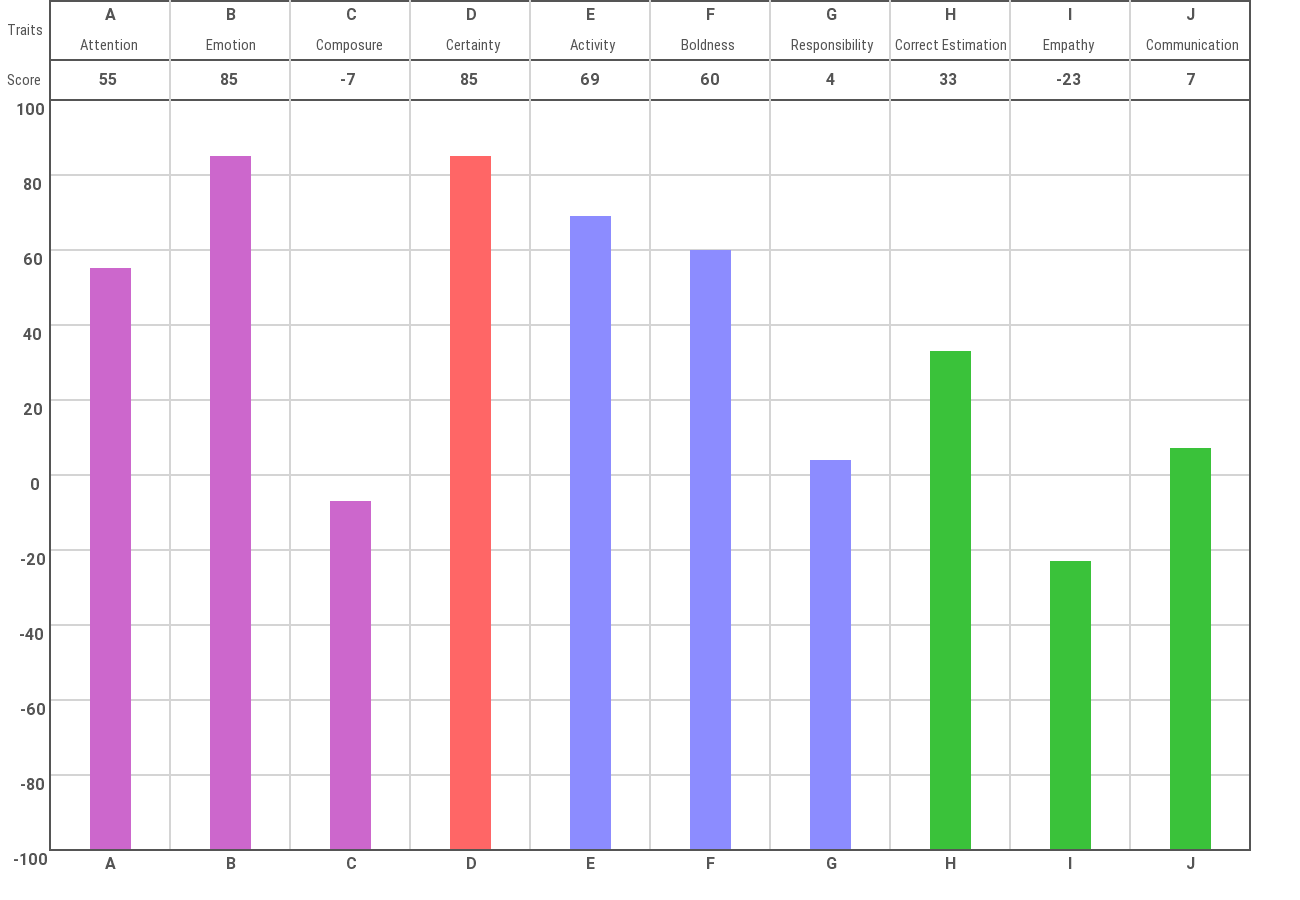 A B C D E F G H I J
Traits
Attention Emotion Composure Certainty Activity Boldness Responsibility Correct Estimation Empathy Communication
Score 55 85 -7 85 69 60 4 33 -23 7
100
80
60
40
20
0
-20
-40
-60
-80
-100
A B C D E F G H I J